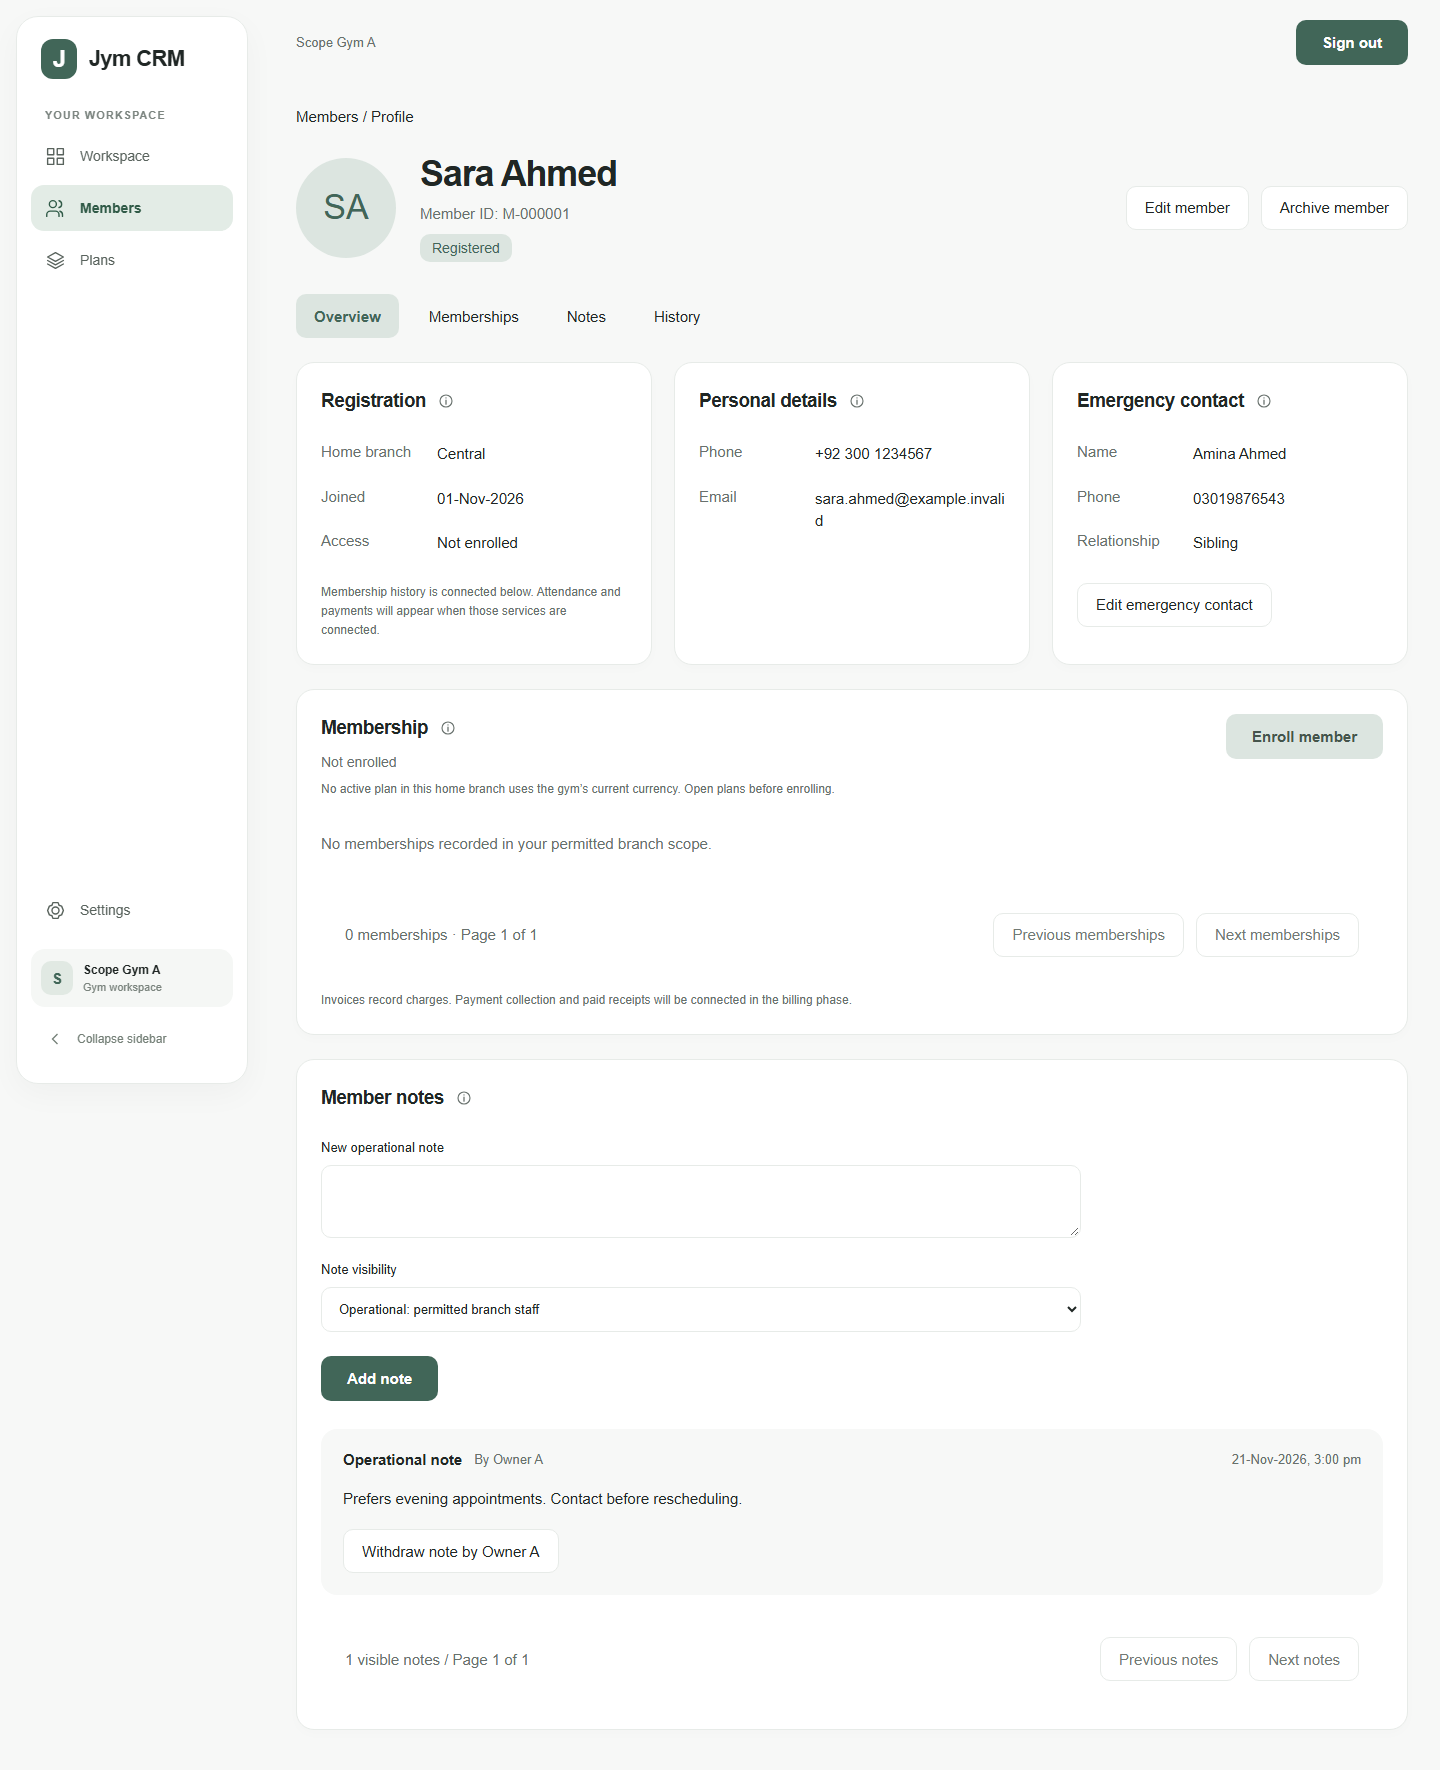 J Jym CRM
YOUR WORKSPACE
Workspace
Members
Plans
Settings
S
Scope Gym A
Gym workspace
Collapse sidebar
Scope Gym A
Sign out
Members / Profile
SA
Sara Ahmed
Member ID: M-000001
Registered
Edit member
Archive member
Overview
Memberships
Notes
History
Registration
Home branch Central
Joined 01-Nov-2026
Access Not enrolled
Membership history is connected below. Attendance and
payments will appear when those services are
connected.
Personal details
Phone +92 300 1234567
Email sara.ahmed@example.invali
d
Emergency contact
Name Amina Ahmed
Phone 03019876543
Relationship Sibling
Edit emergency contact
Membership
Enroll member
Not enrolled
No active plan in this home branch uses the gym's current currency. Open plans before enrolling.
No memberships recorded in your permitted branch scope.
0 memberships · Page 1 of 1
Previous memberships
Next memberships
Invoices record charges. Payment collection and paid receipts will be connected in the billing phase.
Member notes
New operational note
Note visibility
Operational: permitted branch staff
Add note
Operational note By Owner A 21-Nov-2026, 3:00 pm
Prefers evening appointments. Contact before rescheduling.
Withdraw note by Owner A
1 visible notes / Page 1 of 1
Previous notes
Next notes